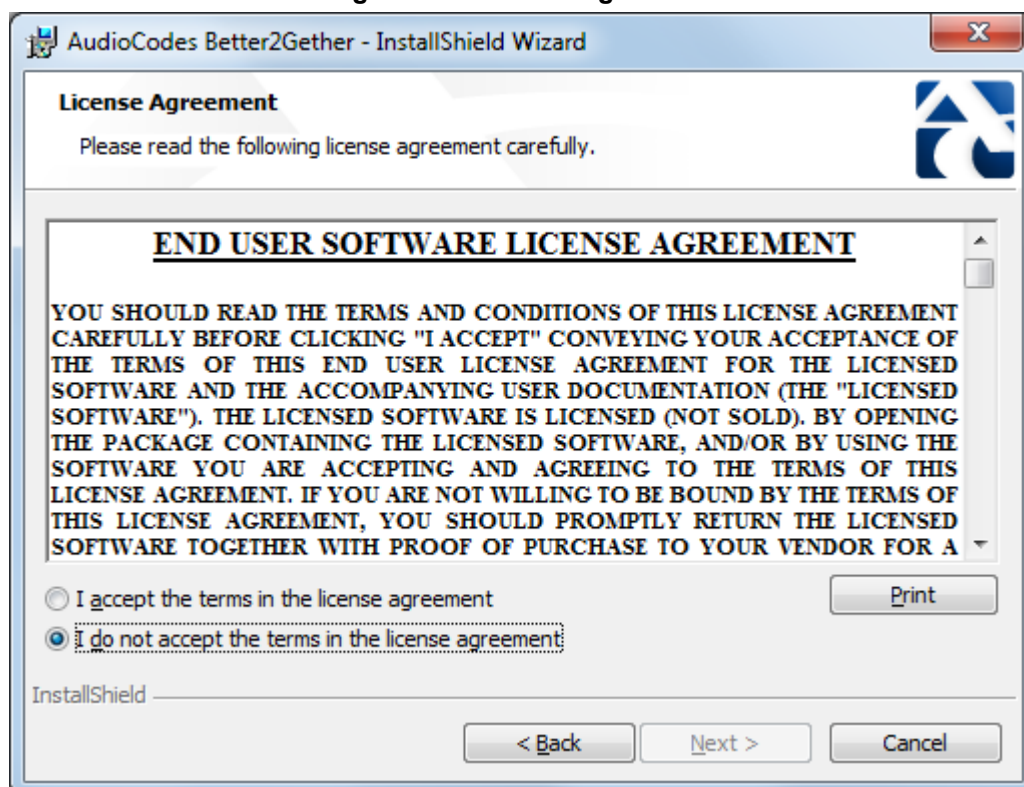 AudioCodes Better2Gether - InstallShield Wizard
License Agreement
Please read the following license agreement carefully.
END USER SOFTWARE LICENSE AGREEMENT
YOU SHOULD READ THE TERMS AND CONDITIONS OF THIS LICENSE AGREEMENT
CAREFULLY BEFORE CLICKING "I ACCEPT" CONVEYING YOUR ACCEPTANCE OF
THE TERMS OF THIS END USER LICENSE AGREEMENT FOR THE LICENSED
SOFTWARE AND THE ACCOMPANYING USER DOCUMENTATION (THE "LICENSED
SOFTWARE"). THE LICENSED SOFTWARE IS LICENSED (NOT SOLD). BY OPENING
THE PACKAGE CONTAINING THE LICENSED SOFTWARE, AND/OR BY USING THE
SOFTWARE YOU ARE ACCEPTING AND AGREEING TO THE TERMS OF THIS
LICENSE AGREEMENT. IF YOU ARE NOT WILLING TO BE BOUND BY THE TERMS OF
THIS LICENSE AGREEMENT, YOU SHOULD PROMPTLY RETURN THE LICENSED
SOFTWARE TOGETHER WITH PROOF OF PURCHASE TO YOUR VENDOR FOR A
I accept the terms in the license agreement
Print
I do not accept the terms in the license agreement
InstallShield
< Back
Next >
Cancel